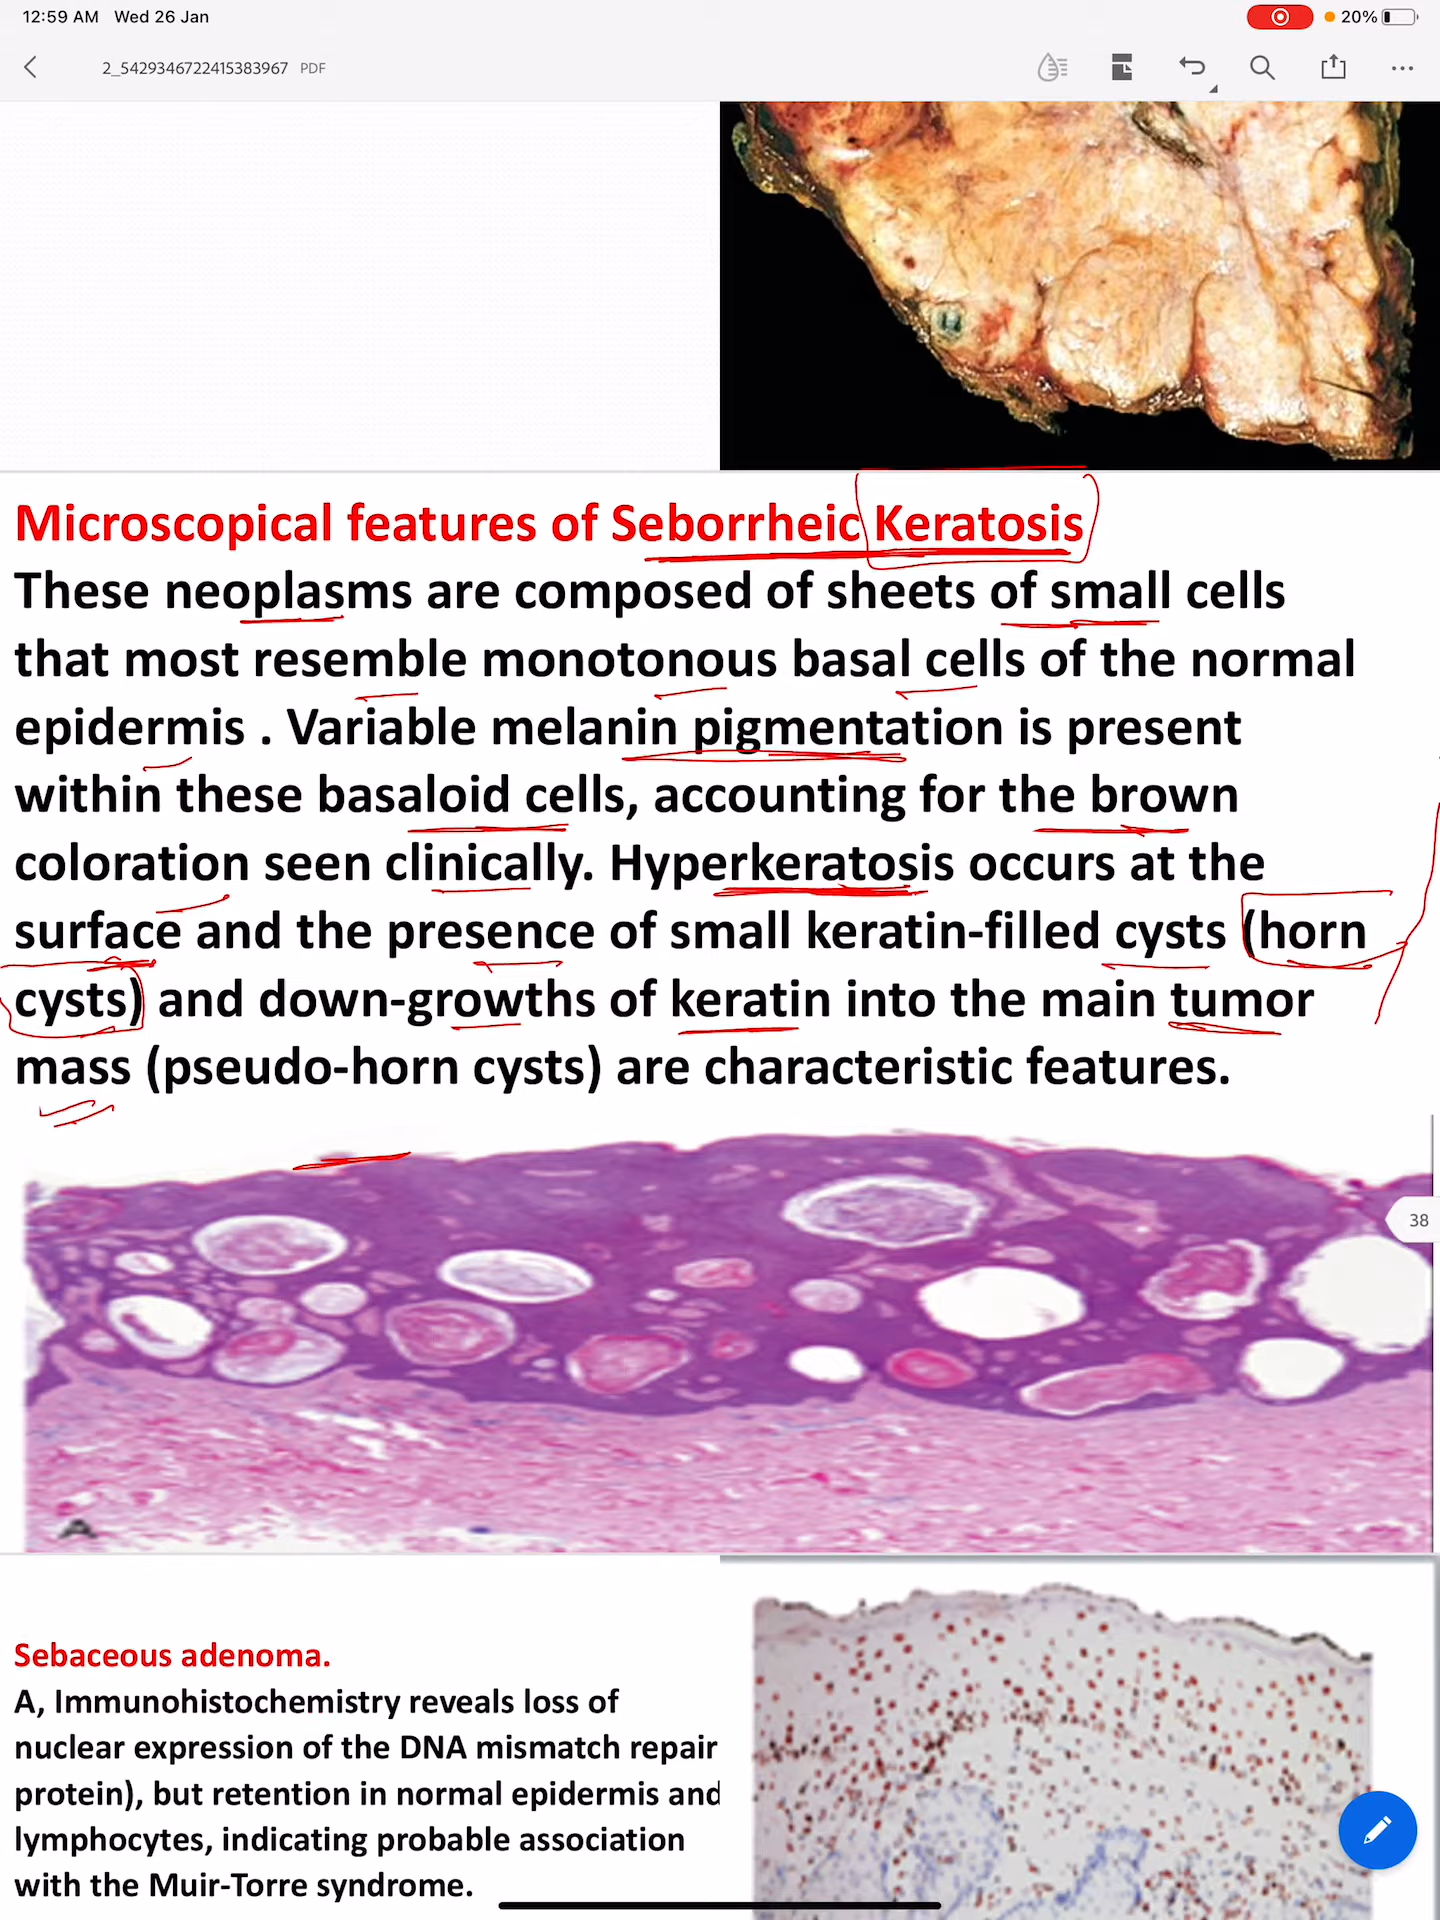 12:59 AM Wed 26 Jan
20%
2_5429346722415383967 PDF
Microscopical features of Seborrheic Keratosis
These neoplasms are composed of sheets of small cells
that most resemble monotonous basal cells of the normal
epidermis . Variable melanin pigmentation is present
within these basaloid cells, accounting for the brown
coloration seen clinically. Hyperkeratosis occurs at the
surface and the presence of small keratin-filled cysts (horn
cysts) and down-growths of keratin into the main tumor
mass (pseudo-horn cysts) are characteristic features.
38
A
Sebaceous adenoma.
A, Immunohistochemistry reveals loss of
nuclear expression of the DNA mismatch repair
protein), but retention in normal epidermis and
lymphocytes, indicating probable association
with the Muir-Torre syndrome.